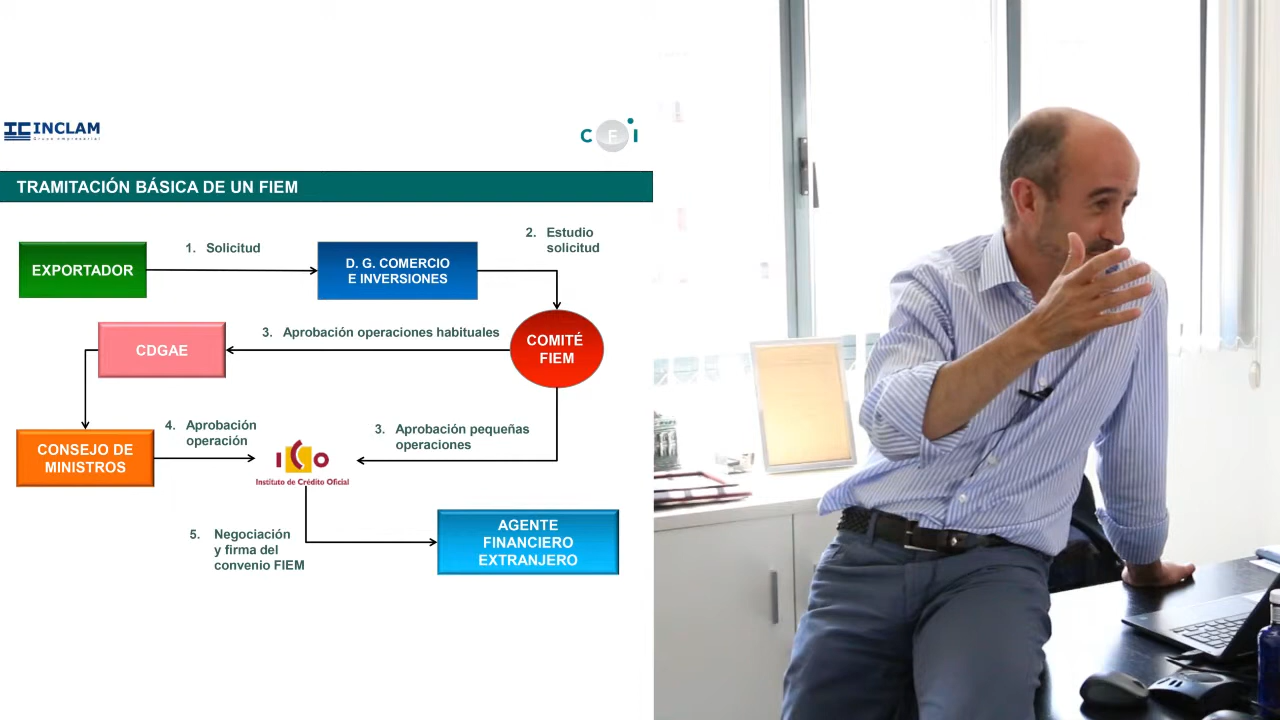 INCLAM
Grupo empresarial
C F i
TRAMITACIÓN BÁSICA DE UN FIEM
EXPORTADOR
1. Solicitud
D. G. COMERCIO
E INVERSIONES
2. Estudio
solicitud
COMITÉ
FIEM
3. Aprobación operaciones habituales
CDGAE
CONSEJO DE
MINISTROS
4. Aprobación
operación
ICO
Instituto de Crédito Oficial
3. Aprobación pequeñas
operaciones
5. Negociación
y firma del
convenio FIEM
AGENTE
FINANCIERO
EXTRANJERO